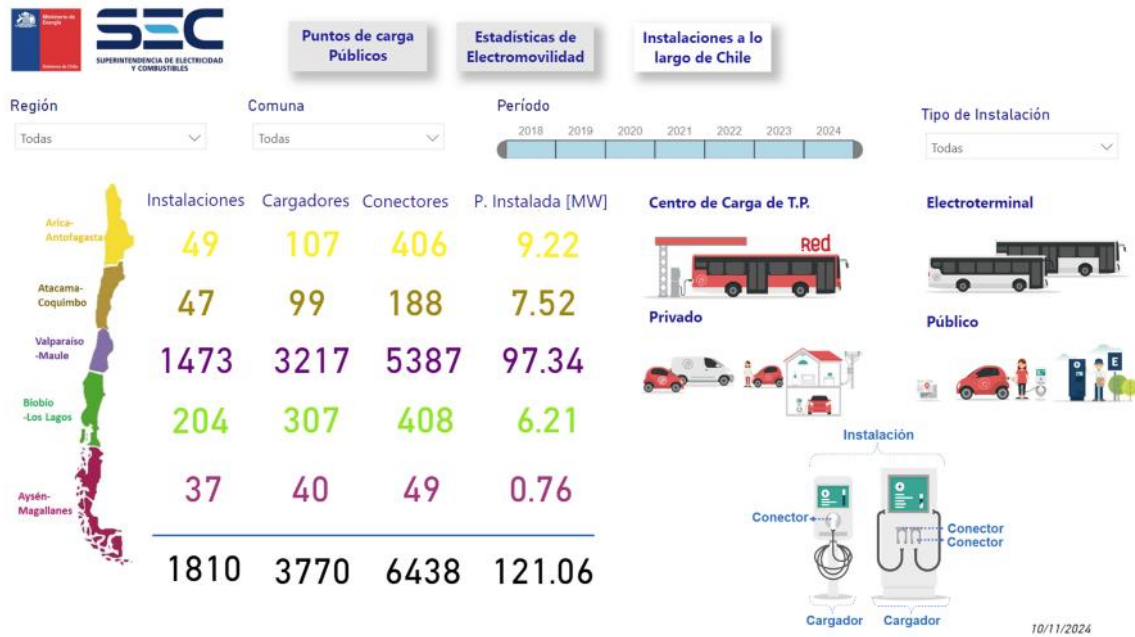 Ministerio de
Energía
Gobierno de Chile
SEC
SUPERINTENDENCIA DE ELECTRICIDAD
Y COMBUSTIBLES
Puntos de carga
Públicos
Estadísticas de
Electromovilidad
Instalaciones a lo
largo de Chile
Región
Todas
Comuna
Todas
Período
2018 2019 2020 2021 2022 2023 2024
Tipo de Instalación
Todas
Instalaciones Cargadores Conectores P. Instalada [MW]
Arica-
Antofagasta
49 107 406 9.22
Atacama-
Coquimbo
47 99 188 7.52
Valparaíso
-Maule
1473 3217 5387 97.34
Biobío
-Los Lagos
204 307 408 6.21
Aysén-
Magallanes
37 40 49 0.76
1810 3770 6438 121.06
Centro de Carga de T.P.
Red
Electroterminal
Privado
Público
E
Instalación
Conector
Conector
Conector
Cargador Cargador
10/11/2024